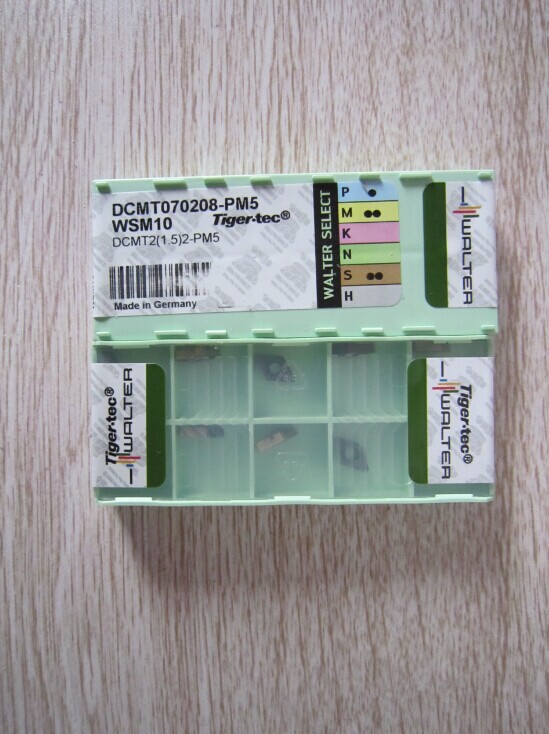 DCMT070208-PM5
WSM10 Tiger·tec®
DCMT2(1.5)2-PM5
Made in Germany
WALTER SELECT
P
M
K
N
S
H
WALTER
Tiger·tec®
WALTER
Tiger·tec®
WALTER